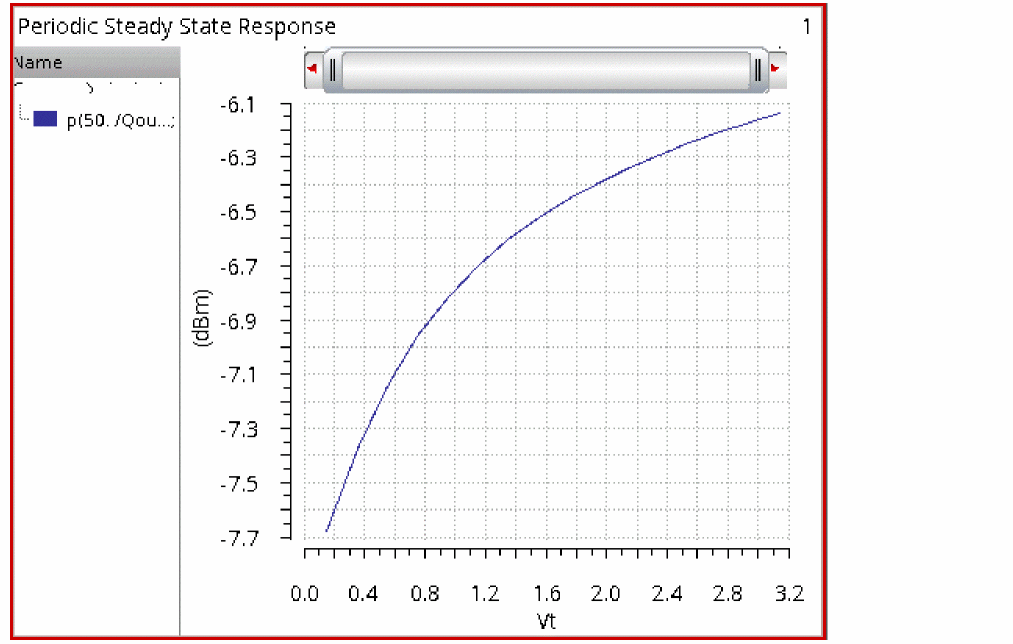 Periodic Steady State Response 1
Name
p(50. /Qou...;
-6.1
-6.3
-6.5
-6.7
-6.9
-7.1
-7.3
-7.5
-7.7
(dBm)
0.0 0.4 0.8 1.2 1.6 2.0 2.4 2.8 3.2
Vt